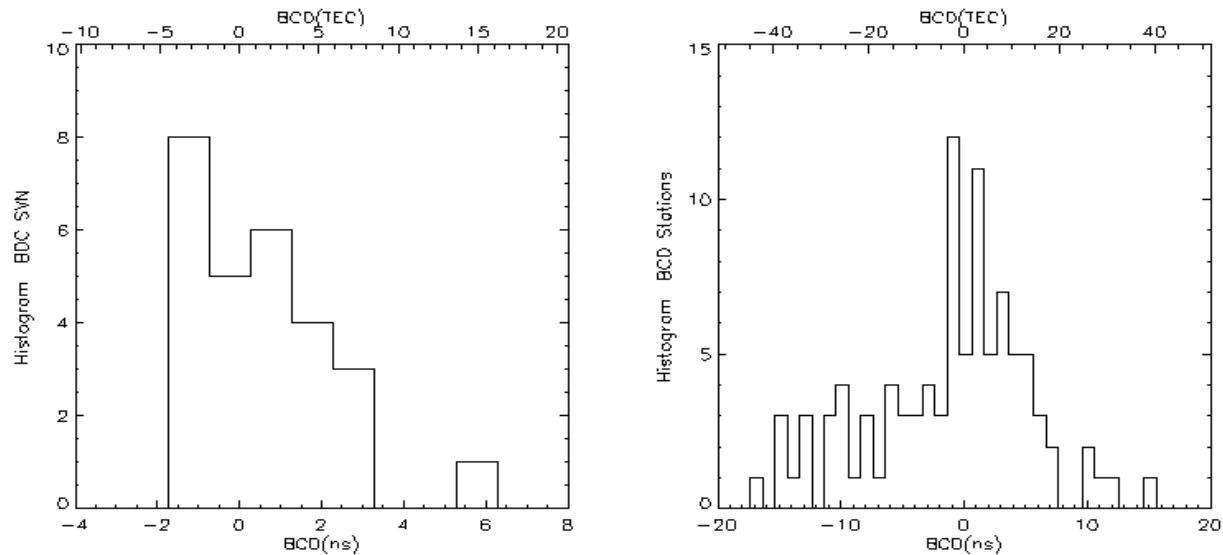 BCD(TEC)
-10 -5 0 5 10 15 20
10
8
6
4
2
0
Histogram BDC SVN
-4 -2 0 2 4 6 8
BCD(ns)
BCD(TEC)
-40 -20 0 20 40
15
10
5
0
Histogram BCD Stations
-20 -10 0 10 20
BCD(ns)